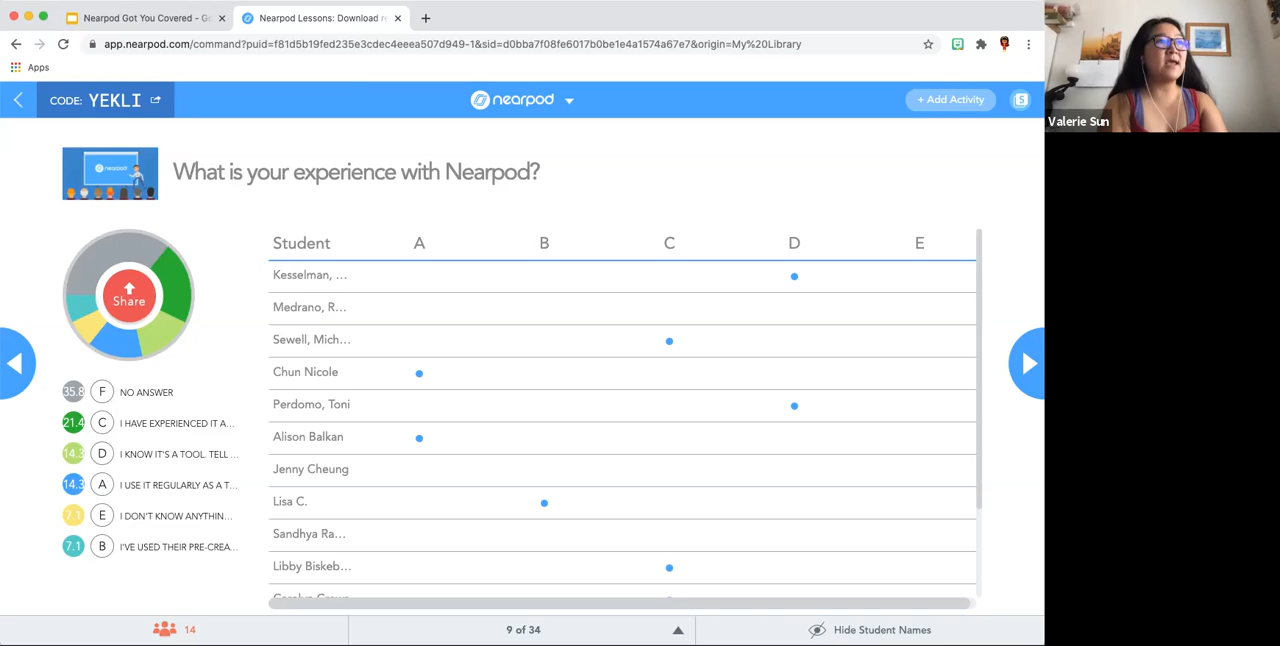 Nearpod Got You Covered - Go
Nearpod Lessons: Download re
app.nearpod.com/command?puid=f81d5b19fed235e3cdec4eeea507d949-1&sid=d0bba7f08fe6017b0be1e4a1574a67e7&origin=My%20Library
Apps
CODE: YEKLI
nearpod
+ Add Activity
S
Valerie Sun
nearpod
What is your experience with Nearpod?
Share
Student A B C D E
Kesselman, ...
Medrano, R...
Sewell, Mich...
Chun Nicole
Perdomo, Toni
Alison Balkan
Jenny Cheung
Lisa C.
Sandhya Ra...
Libby Biskeb...
35.8 F NO ANSWER
21.4 C I HAVE EXPERIENCED IT A...
14.3 D I KNOW IT'S A TOOL. TELL ...
14.3 A I USE IT REGULARLY AS A T...
7.1 E I DON'T KNOW ANYTHIN...
7.1 B I'VE USED THEIR PRE-CREA...
14
9 of 34
Hide Student Names